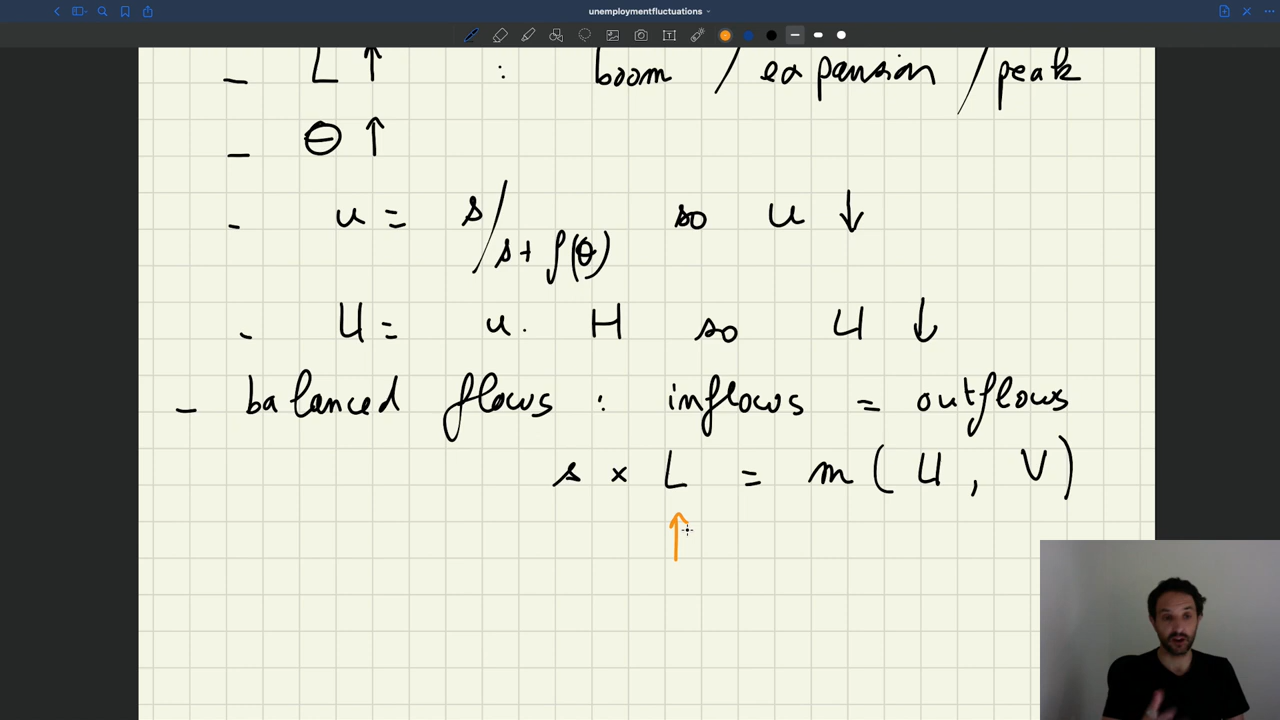 unemploymentfluctuations
- L ↑ : boom / expansion / peak
- θ ↑
- u = s / s + f(θ) so u ↓
- U = u . H so U ↓
- balanced flows : inflows = outflows
s × L = m ( U , V )
↑